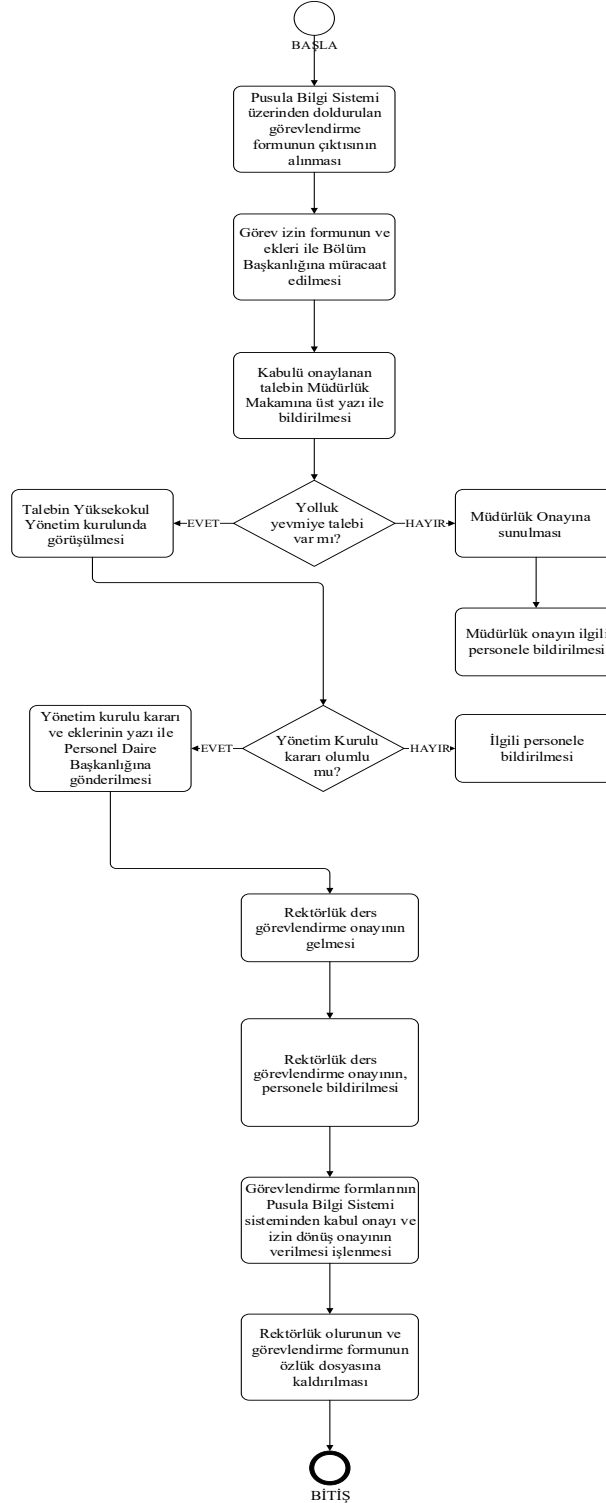 BAŞLA
Pusula Bilgi Sistemi
üzerinden doldurulan
görevlendirme
formunun çıktısının
alınması
Görev izin formunun ve
ekleri ile Bölüm
Başkanlığına müracaat
edilmesi
Kabulü onaylanan
talebin Müdürlük
Makamına üst yazı ile
bildirilmesi
Talebin Yüksekokul
Yönetim kurulunda
görüşülmesi
EVET
Yolluk
yevmiye talebi
var mı?
HAYIR
Müdürlük Onayına
sunulması
Müdürlük onayın ilgili
personele bildirilmesi
Yönetim kurulu kararı
ve eklerinin yazı ile
Personel Daire
Başkanlığına
gönderilmesi
EVET
Yönetim Kurulu
kararı olumlu
mu?
HAYIR
İlgili personele
bildirilmesi
Rektörlük ders
görevlendirme onayının
gelmesi
Rektörlük ders
görevlendirme onayının,
personele bildirilmesi
Görevlendirme formlarının
Pusula Bilgi Sistemi
sisteminden kabul onayı ve
izin dönüş onayının
verilmesi işlenmesi
Rektörlük olurunun ve
görevlendirme formunun
özlük dosyasına
kaldırılması
BİTİŞ